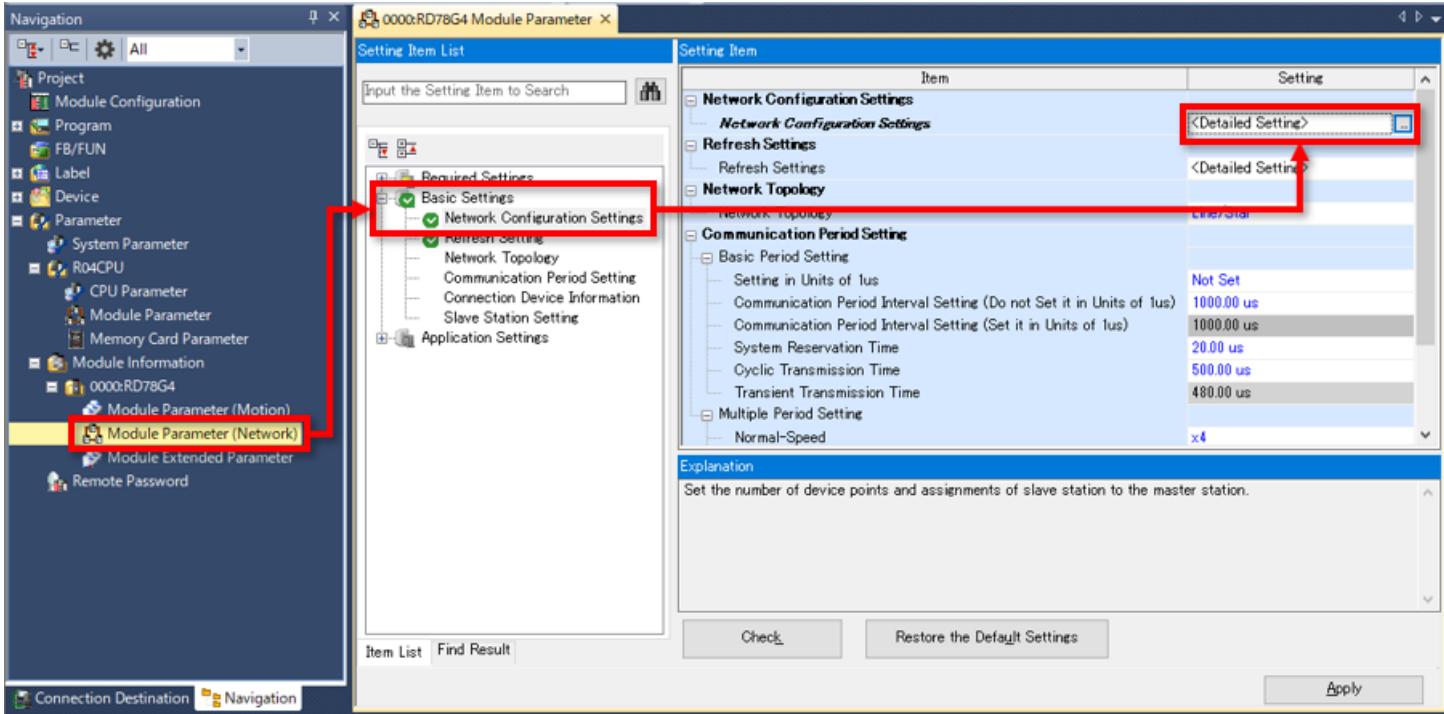 Navigation
All
Project
Module Configuration
Program
FB/FUN
Label
Device
Parameter
System Parameter
R04CPU
CPU Parameter
Module Parameter
Memory Card Parameter
Module Information
0000:RD78G4
Module Parameter (Motion)
Module Parameter (Network)
Module Extended Parameter
Remote Password
Connection Destination
Navigation
0000:RD78G4 Module Parameter
Setting Item List
Input the Setting Item to Search
Required Settings
Basic Settings
Network Configuration Settings
Refresh Setting
Network Topology
Communication Period Setting
Connection Device Information
Slave Station Setting
Application Settings
Item List
Find Result
Setting Item
Item Setting
Network Configuration Settings
Network Configuration Settings <Detailed Setting>
Refresh Settings
Refresh Settings <Detailed Setting>
Network Topology
Network Topology Line/Star
Communication Period Setting
Basic Period Setting
Setting in Units of 1us Not Set
Communication Period Interval Setting (Do not Set it in Units of 1us) 1000.00 us
Communication Period Interval Setting (Set it in Units of 1us) 1000.00 us
System Reservation Time 20.00 us
Cyclic Transmission Time 500.00 us
Transient Transmission Time 480.00 us
Multiple Period Setting
Normal-Speed x4
Explanation
Set the number of device points and assignments of slave station to the master station.
Check
Restore the Default Settings
Apply